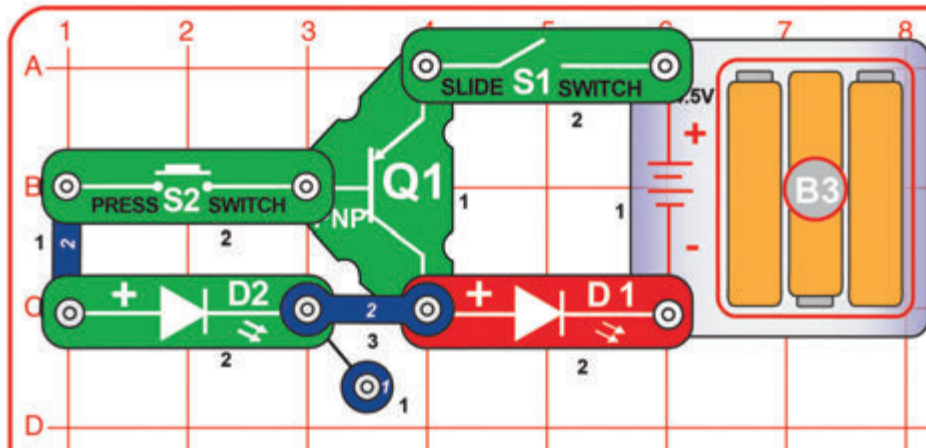 1 2 3 4 5 6 7 8
A
SLIDE S1 SWITCH
2
.5V
+
B
PRESS S2 SWITCH
2
Q1
NP
1
1
B3
-
1
2
C
+ D2
2
2
3
+ D1
2
1
1
D